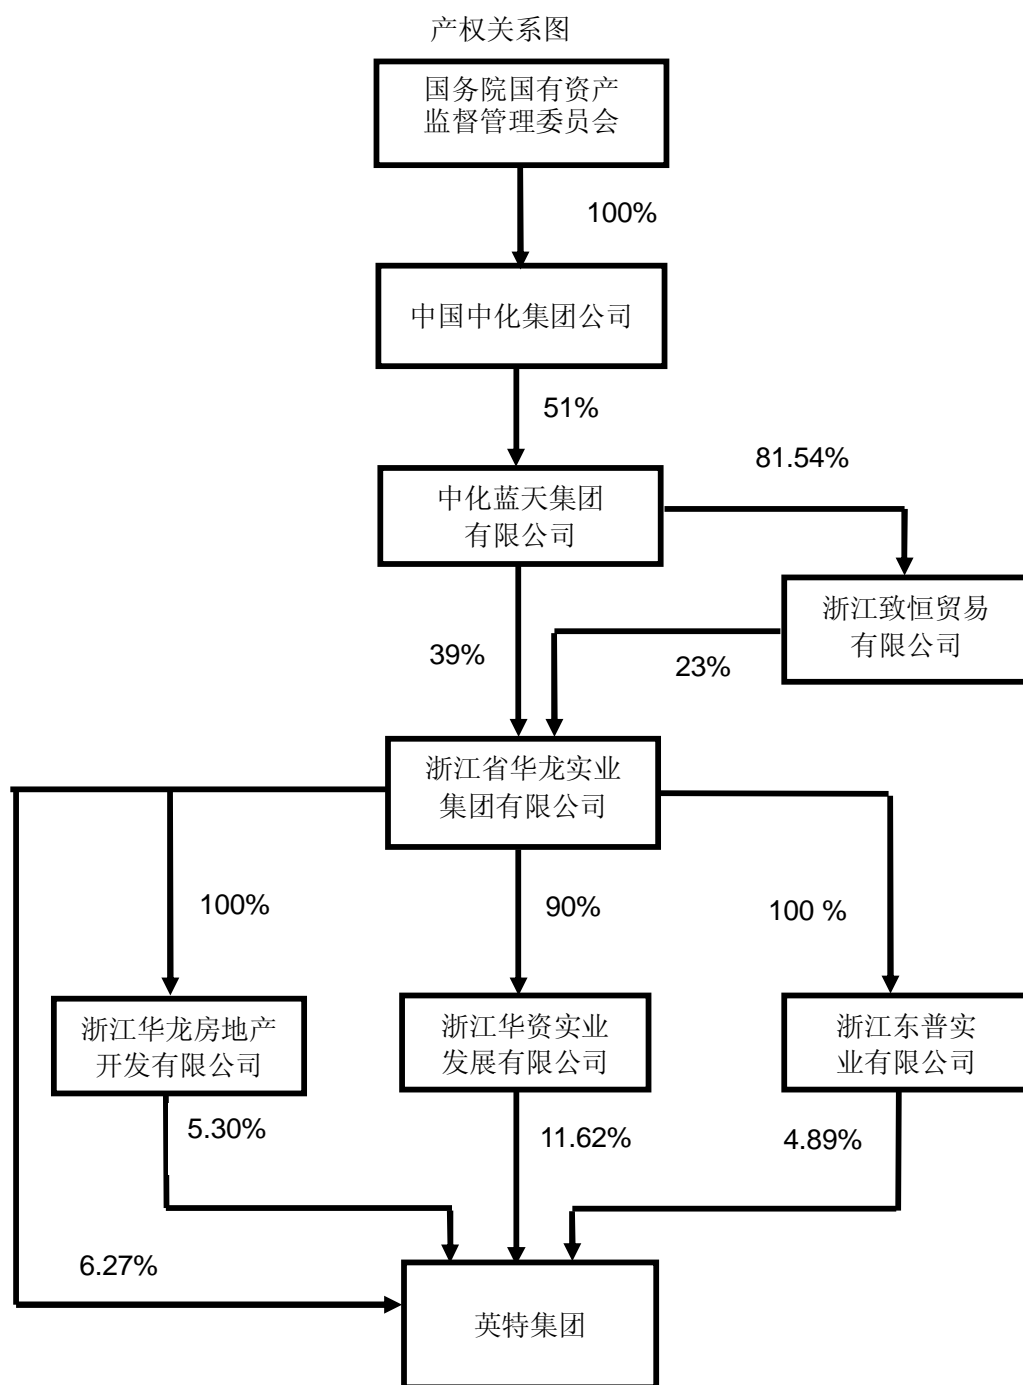 产权关系图
国务院国有资产
监督管理委员会
100%
中国中化集团公司
51%
81.54%
中化蓝天集团
有限公司
浙江致恒贸易
有限公司
39%
23%
浙江省华龙实业
集团有限公司
100%
90%
100 %
浙江华龙房地产
开发有限公司
浙江华资实业
发展有限公司
浙江东普实
业有限公司
5.30%
11.62%
4.89%
6.27%
英特集团